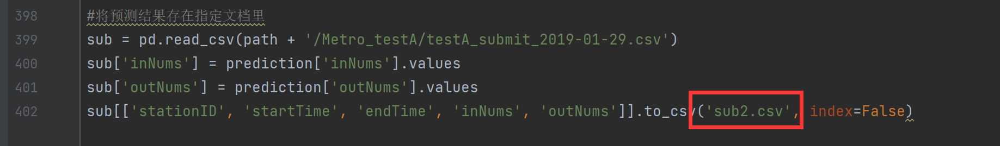 398 #将预测结果存在指定文档里
399 sub = pd.read_csv(path + '/Metro_testA/testA_submit_2019-01-29.csv')
400 sub['inNums'] = prediction['inNums'].values
401 sub['outNums'] = prediction['outNums'].values
402 sub[['stationID', 'startTime', 'endTime', 'inNums', 'outNums']].to_csv('sub2.csv', index=False)